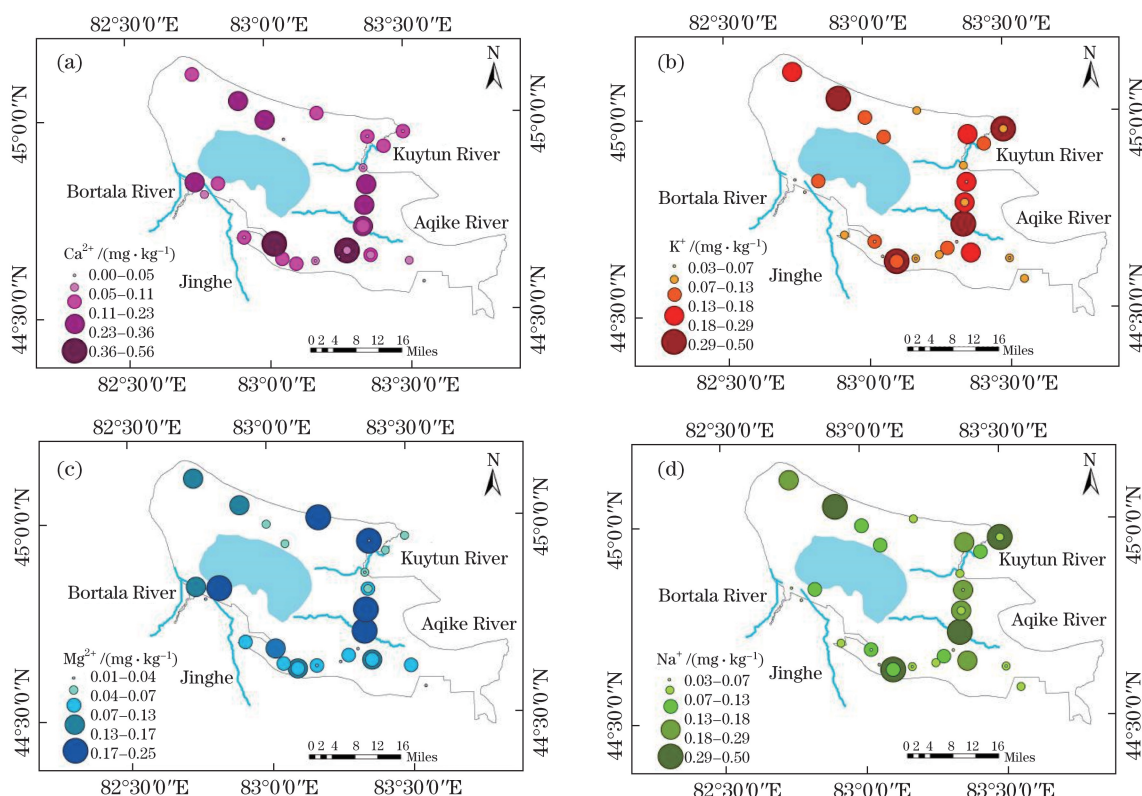 82°30′0″E 83°00′0″E 83°30′0″E
(a)
N
45°0′0″N
45°0′0″N
Kuytun River
Bortala River
Aqike River
Ca²⁺/(mg·kg⁻¹)
Jinghe
0.00–0.05
0.05–0.11
0.11–0.23
0.23–0.36
0.36–0.56
0 2 4 8 12 16
Miles
44°30′0″N
44°30′0″N
82°30′0″E 83°00′0″E 83°30′0″E
82°30′0″E 83°00′0″E 83°30′0″E
(b)
N
45°0′0″N
45°0′0″N
Kuytun River
Bortala River
Aqike River
K⁺/(mg·kg⁻¹)
Jinghe
0.03–0.07
0.07–0.13
0.13–0.18
0.18–0.29
0.29–0.50
0 2 4 8 12 16
Miles
44°30′0″N
44°30′0″N
82°30′0″E 83°00′0″E 83°30′0″E
82°30′0″E 83°00′0″E 83°30′0″E
(c)
N
45°0′0″N
45°0′0″N
Kuytun River
Bortala River
Aqike River
Mg²⁺/(mg·kg⁻¹)
Jinghe
0.01–0.04
0.04–0.07
0.07–0.13
0.13–0.17
0.17–0.25
0 2 4 8 12 16
Miles
44°30′0″N
44°30′0″N
82°30′0″E 83°00′0″E 83°30′0″E
82°30′0″E 83°00′0″E 83°30′0″E
(d)
N
45°0′0″N
45°0′0″N
Kuytun River
Bortala River
Aqike River
Na⁺/(mg·kg⁻¹)
Jinghe
0.03–0.07
0.07–0.13
0.13–0.18
0.18–0.29
0.29–0.50
0 2 4 8 12 16
Miles
44°30′0″N
44°30′0″N
82°30′0″E 83°00′0″E 83°30′0″E